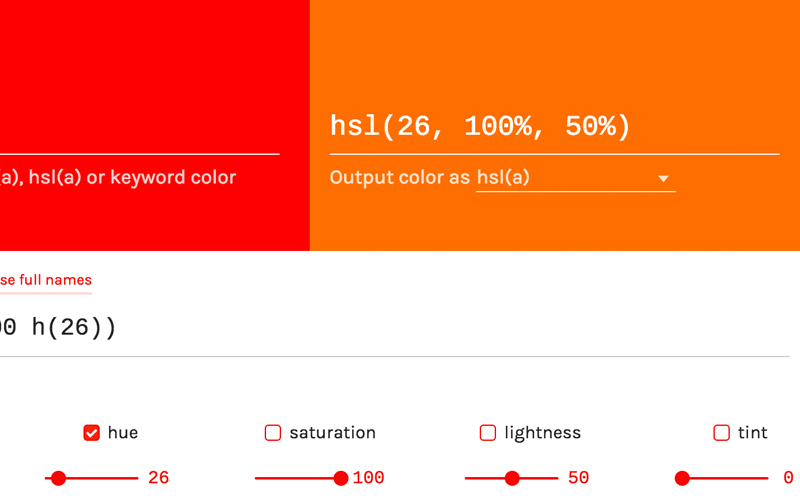 hsl(26, 100%, 50%)
a), hsl(a) or keyword color
Output color as hsl(a)
se full names
00 h(26))
hue
saturation
lightness
tint
26
100
50
0